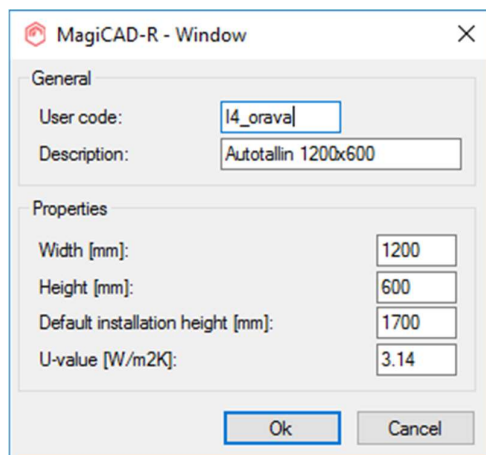 MagiCAD-R - Window
General
User code: I4_orava
Description: Autotallin 1200x600
Properties
Width [mm]: 1200
Height [mm]: 600
Default installation height [mm]: 1700
U-value [W/m2K]: 3.14
Ok Cancel